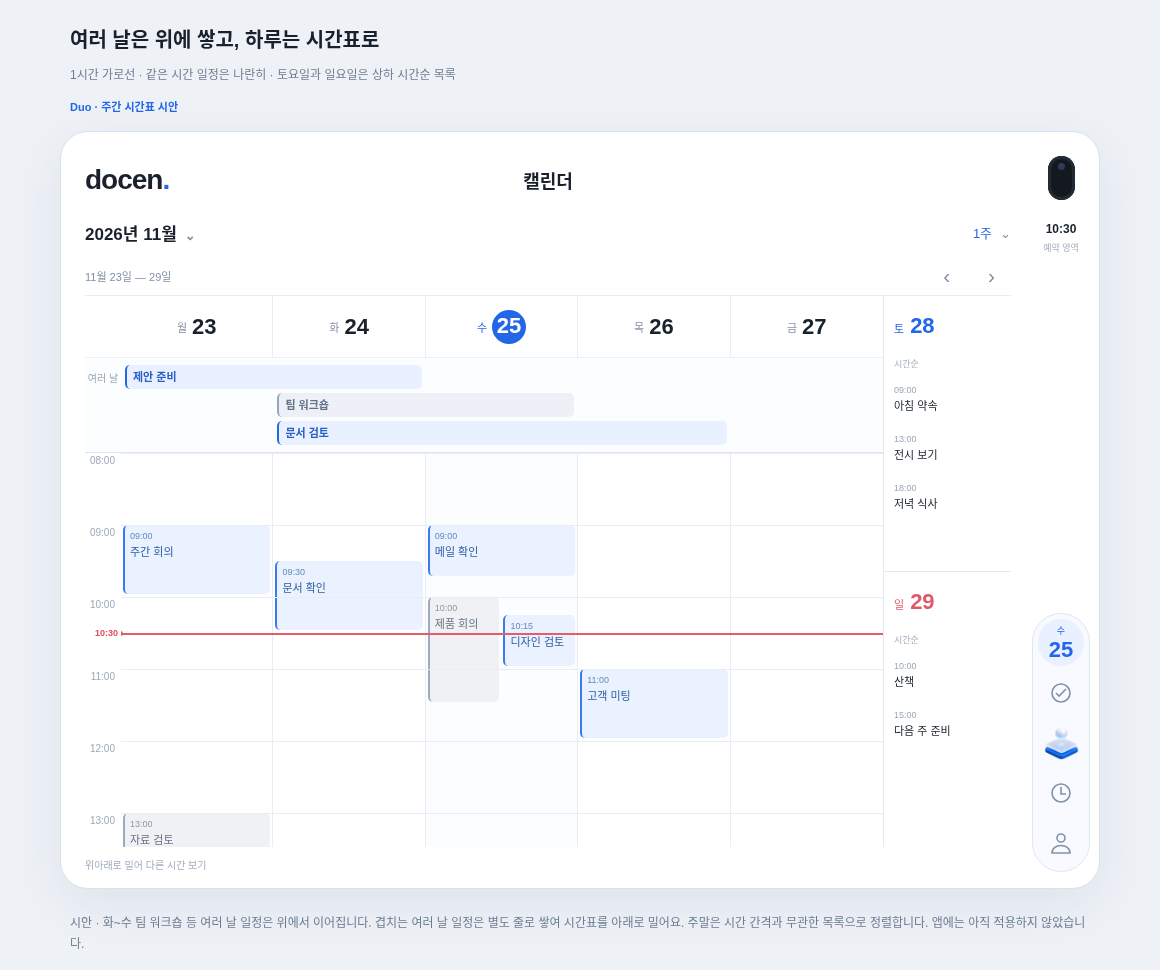 여러 날은 위에 쌓고, 하루는 시간표로
1시간 가로선 · 같은 시간 일정은 나란히 · 토요일과 일요일은 상하 시간순 목록
Duo · 주간 시간표 시안
docen.
캘린더
2026년 11월
1주
10:30
예약 영역
11월 23일 — 29일
월 23
화 24
수 25
목 26
금 27
토 28
여러 날
제안 준비
팀 워크숍
문서 검토
08:00
09:00
10:00
10:30
11:00
12:00
13:00
09:00
주간 회의
13:00
자료 검토
09:30
문서 확인
09:00
메일 확인
10:00
제품 회의
10:15
디자인 검토
11:00
고객 미팅
시간순
09:00
아침 약속
13:00
전시 보기
18:00
저녁 식사
일 29
시간순
10:00
산책
15:00
다음 주 준비
수
25
위아래로 밀어 다른 시간 보기
시안 · 화~수 팀 워크숍 등 여러 날 일정은 위에서 이어집니다. 겹치는 여러 날 일정은 별도 줄로 쌓여 시간표를 아래로 밀어요. 주말은 시간 간격과 무관한 목록으로 정렬합니다. 앱에는 아직 적용하지 않았습니
다.